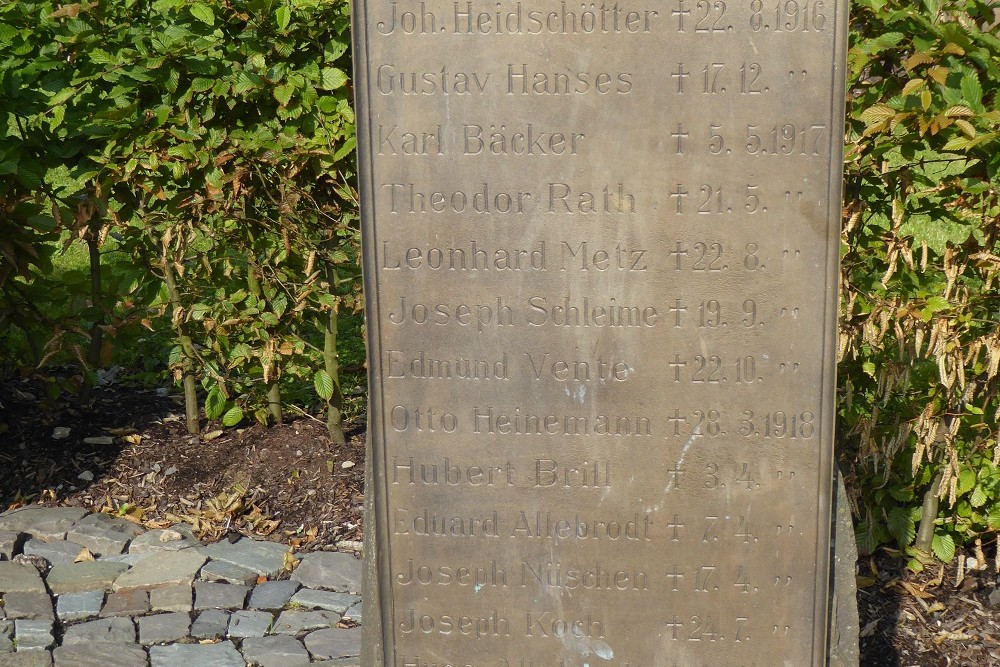 Joh. Heidschötter † 22. 8. 1916
Gustav Hanses † 17. 12. "
Karl Bäcker † 5. 5. 1917
Theodor Rath † 21. 5. "
Leonhard Metz † 22. 8. "
Joseph Schleime † 19. 9. "
Edmund Vente † 22. 10. "
Otto Heinemann † 28. 3. 1918
Hubert Brill † 3. 4. "
Eduard Allebrodt † 7. 4. "
Joseph Nüschen † 17. 4. "
Joseph Koch † 24. 7. "